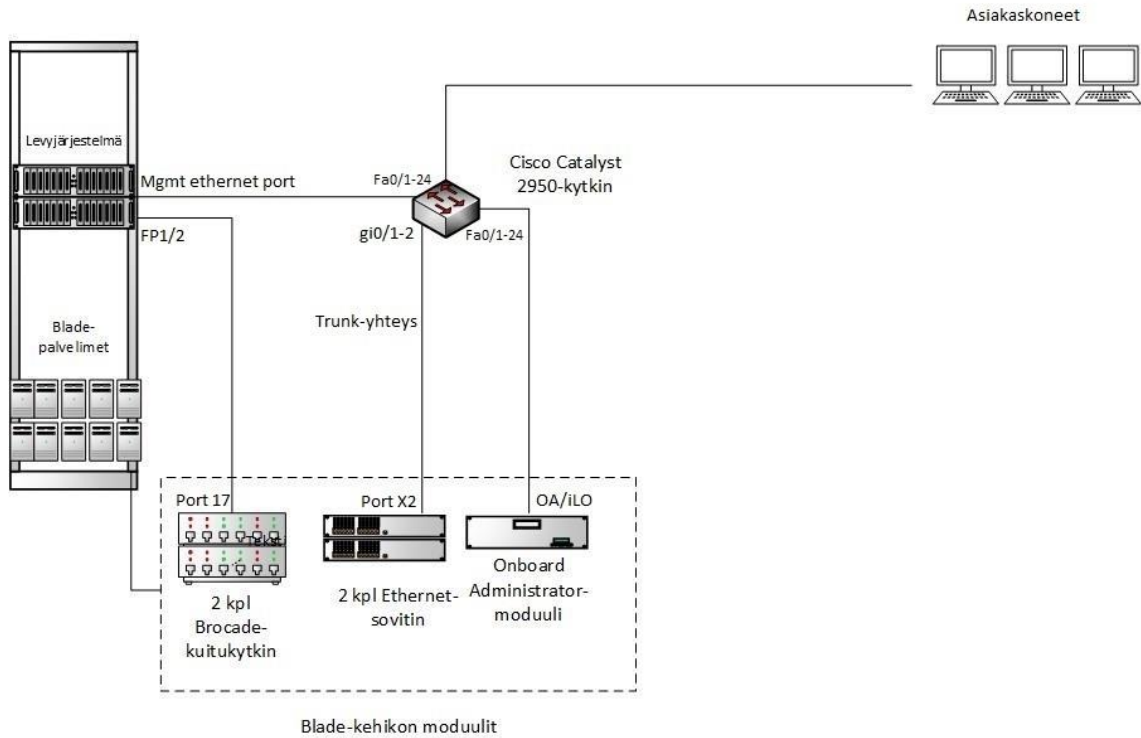 Asiakaskoneet
Levyjärjestelmä
Mgmt ethernet port
Fa0/1-24
Cisco Catalyst
2950-kytkin
FP1/2
gi0/1-2
Fa0/1-24
Trunk-yhteys
Blade-
palvelimet
Port 17
Port X2
OA/iLO
Teksti
2 kpl
Brocade-
kuitukytkin
2 kpl Ethernet-
sovitin
Onboard
Administrator-
moduuli
Blade-kehikon moduulit